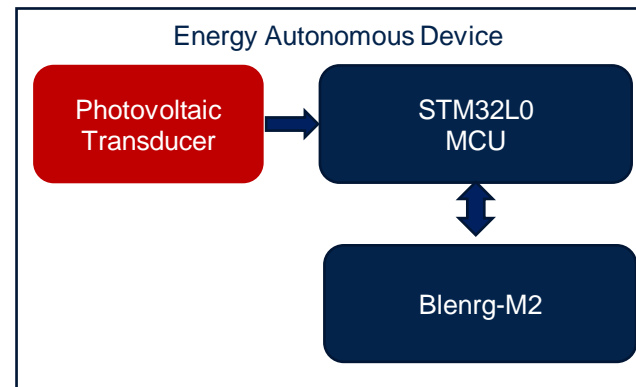 Energy Autonomous Device
Photovoltaic
Transducer
STM32L0
MCU
Blenrg-M2